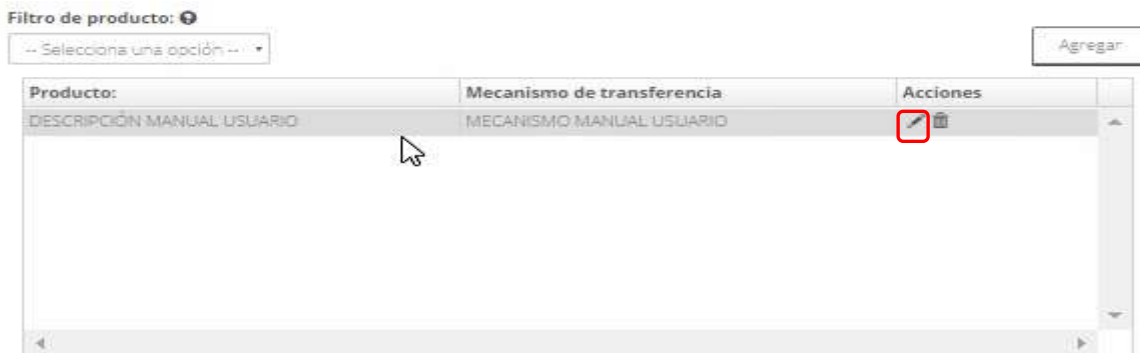 Filtro de producto:
-- Selecciona una opción --
Agregar
Producto: Mecanismo de transferencia Acciones
DESCRIPCIÓN MANUAL USUARIO MECANISMO MANUAL USUARIO